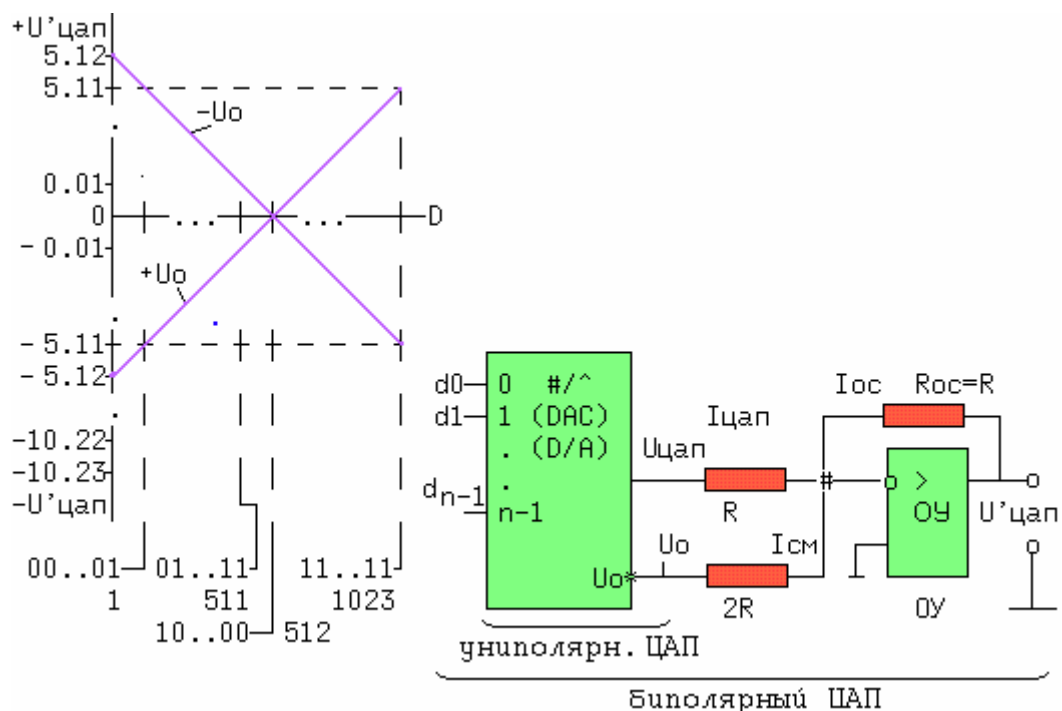 +U'цап
5.12
5.11
-Uo
0.01
0
... ...
D
- 0.01
+Uo
- 5.11
- 5.12
-10.22
-10.23
-U'цап
00..01 01..11 11..11
1 511 1023
10..00 512
d0 0 #/^
d1 1 (DAC)
. (D/A)
.
dn-1 n-1
Uo*
Uцап
Iцап
R
Uo
Iсм
2R
#
Iос Rос=R
>
ОУ
U'цап
ОУ
униполярн. ЦАП
биполярный ЦАП